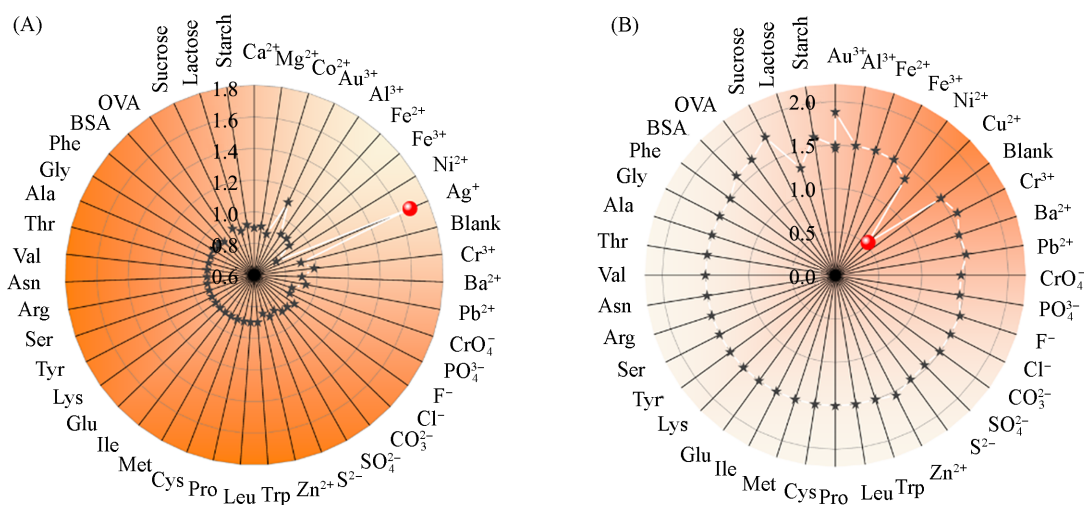 (A)
Ca²⁺
Mg²⁺
Co²⁺
Au³⁺
Al³⁺
Fe²⁺
Fe³⁺
Ni²⁺
Ag⁺
Blank
Cr³⁺
Ba²⁺
Pb²⁺
CrO₄⁻
PO₄³⁻
F⁻
Cl⁻
CO₃²⁻
SO₄²⁻
S²⁻
Zn²⁺
Trp
Leu
Pro
Cys
Met
Ile
Glu
Lys
Tyr
Ser
Arg
Asn
Val
Thr
Ala
Gly
Phe
BSA
OVA
Sucrose
Lactose
Starch
1.8
1.6
1.4
1.2
1.0
0.8
0.6
(B)
Au³⁺
Al³⁺
Fe²⁺
Fe³⁺
Ni²⁺
Cu²⁺
Blank
Cr³⁺
Ba²⁺
Pb²⁺
CrO₄⁻
PO₄³⁻
F⁻
Cl⁻
CO₃²⁻
SO₄²⁻
S²⁻
Zn²⁺
Trp
Leu
Pro
Cys
Met
Ile
Glu
Lys
Tyr
Ser
Arg
Asn
Val
Thr
Ala
Gly
Phe
BSA
OVA
Sucrose
Lactose
Starch
2.0
1.5
1.0
0.5
0.0